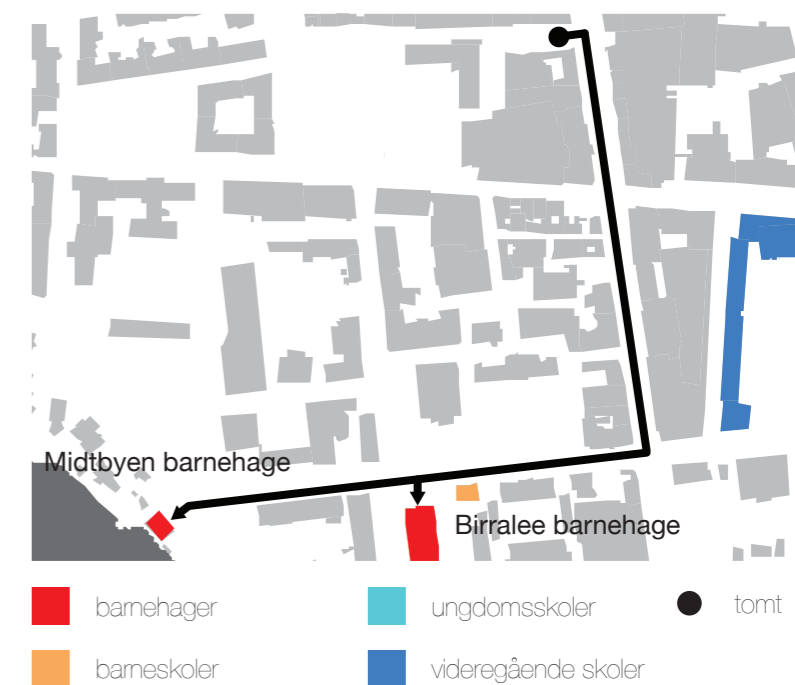 Midtbyen barnehage
Birralee barnehage
barnehager
ungdomsskoler
tomt
barneskoler
videregående skoler